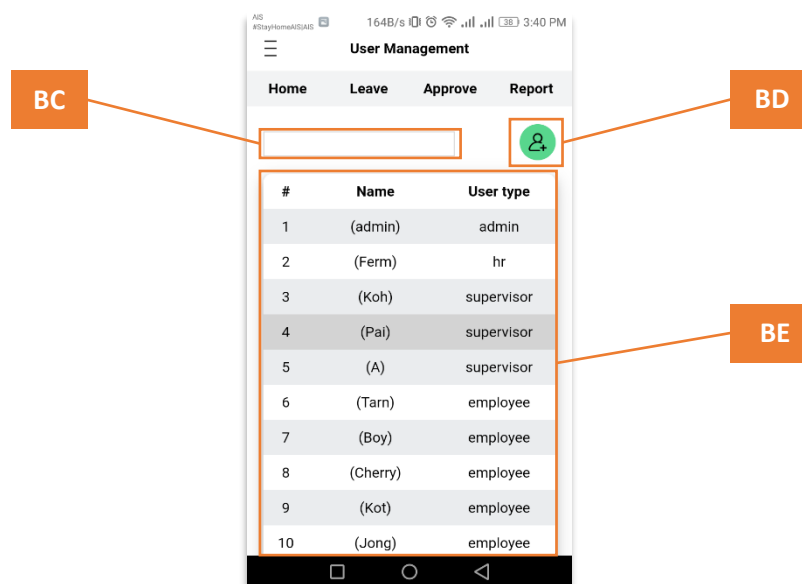 AIS
#StayHomeAIS|AIS 164B/s 38 3:40 PM
User Management
Home Leave Approve Report
BC
BD
# Name User type
1 (admin) admin
2 (Ferm) hr
3 (Koh) supervisor
4 (Pai) supervisor
BE
5 (A) supervisor
6 (Tarn) employee
7 (Boy) employee
8 (Cherry) employee
9 (Kot) employee
10 (Jong) employee